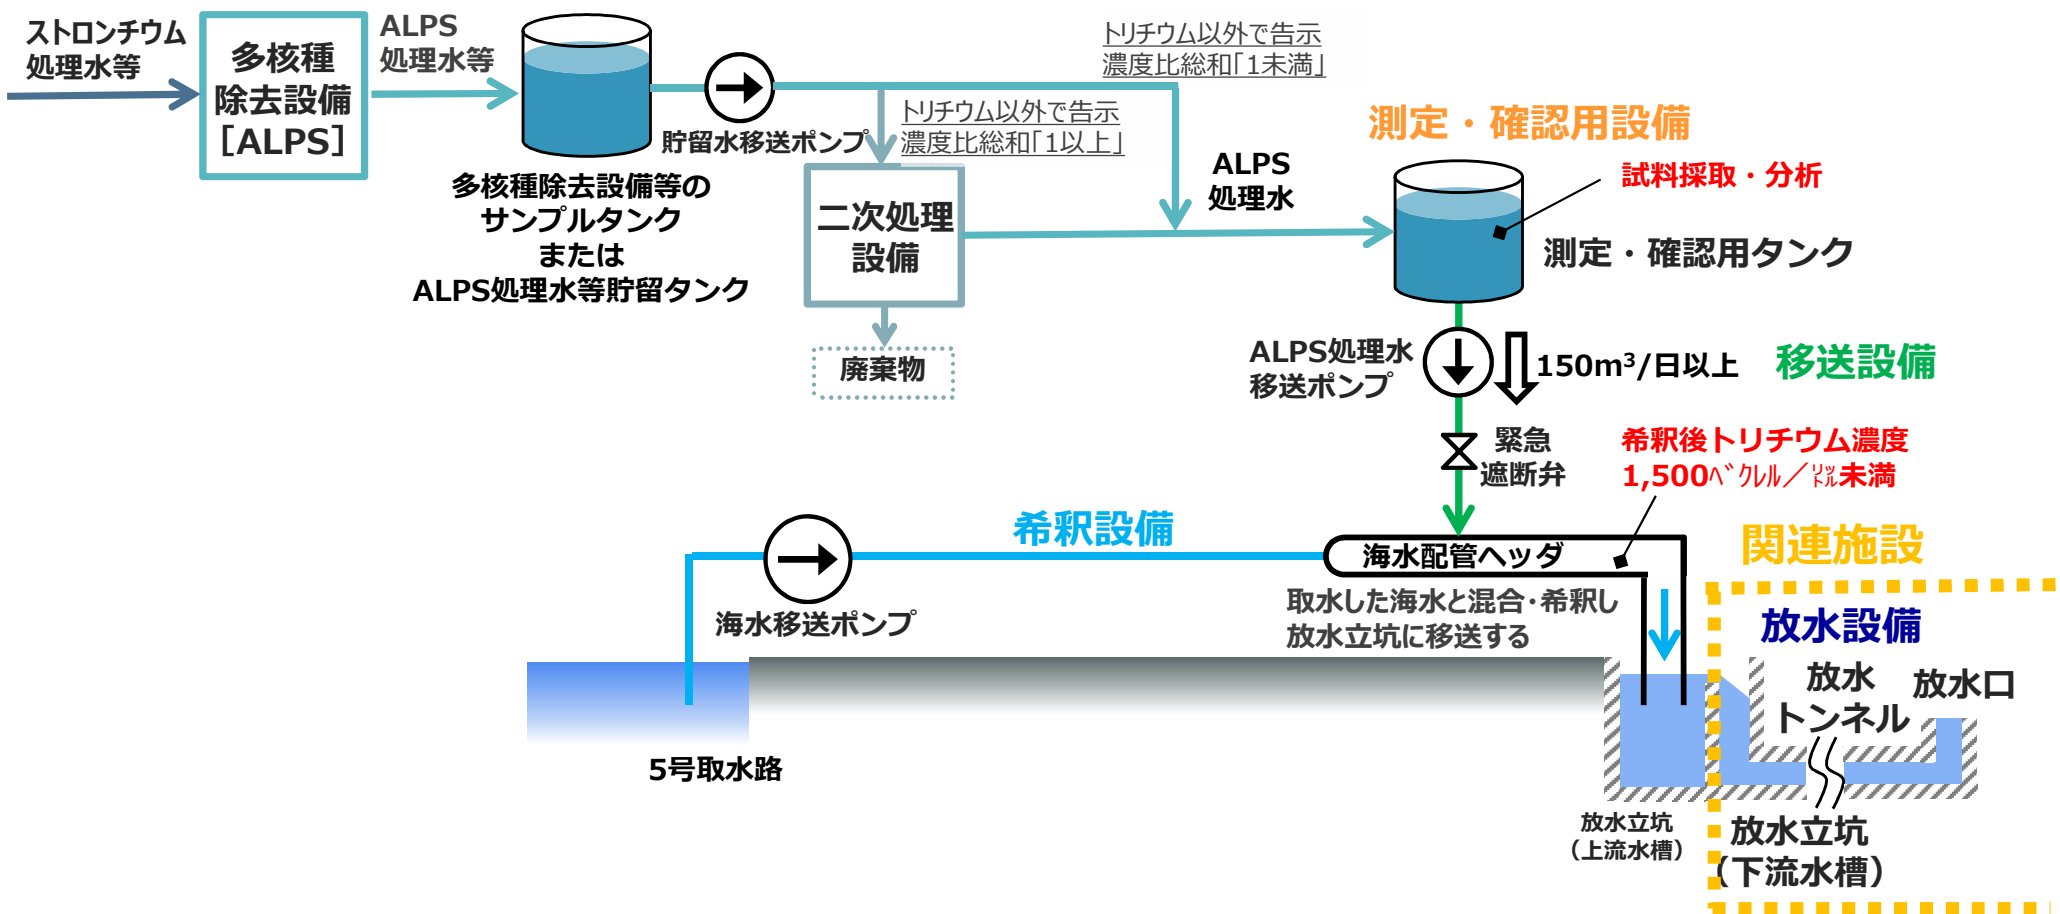 ストロンチウム
処理水等
多核種
除去設備
[ALPS]
ALPS
処理水等
多核種除去設備等の
サンプルタンク
または
ALPS処理水等貯留タンク
貯留水移送ポンプ
トリチウム以外で告示
濃度比総和「1未満」
トリチウム以外で告示
濃度比総和「1以上」
二次処理
設備
廃棄物
ALPS
処理水
測定・確認用設備
試料採取・分析
測定・確認用タンク
ALPS処理水
移送ポンプ
150m³/日以上
移送設備
緊急
遮断弁
希釈後トリチウム濃度
1,500ﾍﾞｸﾚﾙ／㍑未満
希釈設備
海水配管ヘッダ
関連施設
海水移送ポンプ
取水した海水と混合・希釈し
放水立坑に移送する
放水設備
放水
トンネル
放水口
5号取水路
放水立坑
（上流水槽）
放水立坑
（下流水槽）